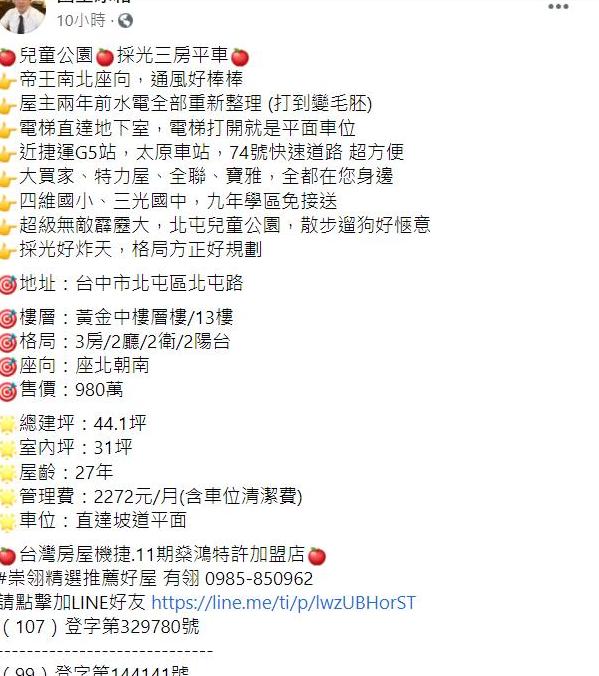 10小時·
🍎兒童公園🍎採光三房平車🍎
👉帝王南北座向，通風好棒棒
👉屋主兩年前水電全部重新整理 (打到變毛胚)
👉電梯直達地下室，電梯打開就是平面車位
👉近捷運G5站，太原車站，74號快速道路 超方便
👉大買家、特力屋、全聯、寶雅，全都在您身邊
👉四維國小、三光國中，九年學區免接送
👉超級無敵霹靂大，北屯兒童公園，散步遛狗好愜意
👉採光好炸天，格局方正好規劃
🎯地址：台中市北屯區北屯路
🎯樓層：黃金中樓層樓/13樓
🎯格局：3房/2廳/2衛/2陽台
🎯座向：座北朝南
🎯售價：980萬
🌟總建坪：44.1坪
🌟室內坪：31坪
🌟屋齡：27年
🌟管理費：2272元/月(含車位清潔費)
🌟車位：直達坡道平面
🍎台灣房屋機捷.11期燊鴻特許加盟店🍎
#崇翎精選推薦好屋 有翎 0985-850962
請點擊加LINE好友 https://line.me/ti/p/lwzUBHorST
（107）登字第329780號
------------------------------
（99）登字第144141號